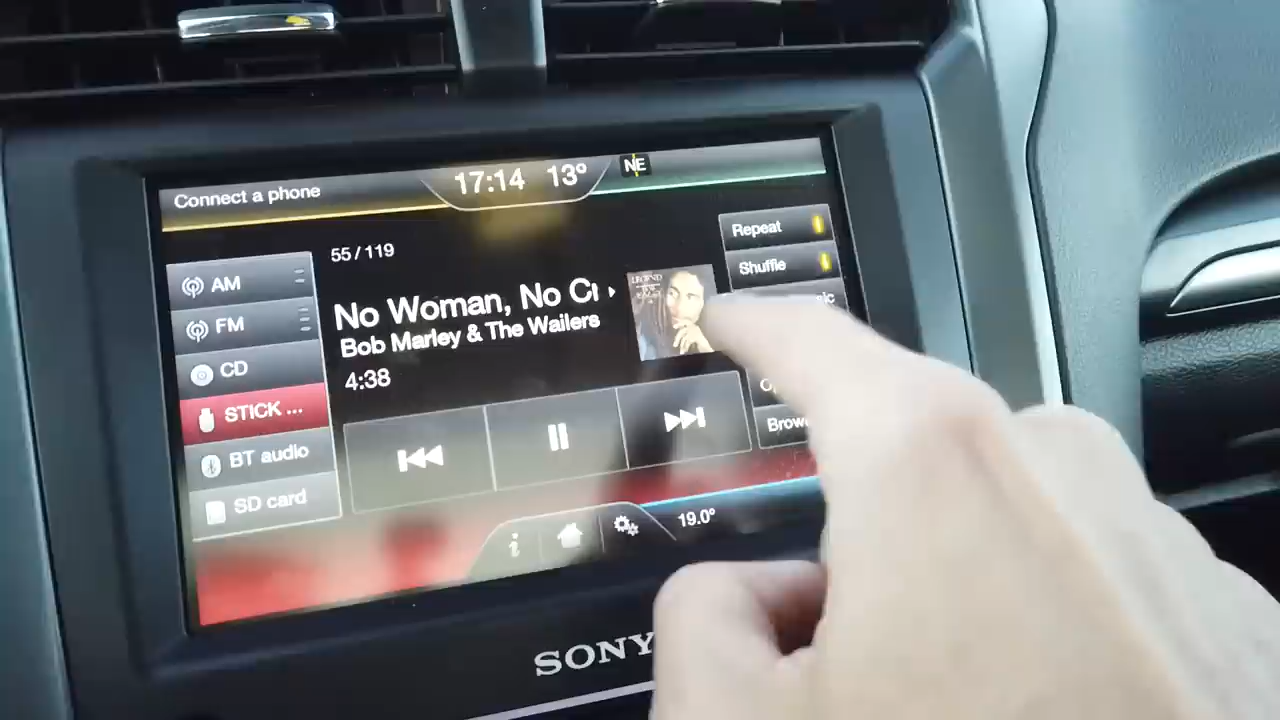 Connect a phone
17:14 13°
NE
55/119
Repeat
Shuffle
AM
FM
CD
STICK ...
BT audio
SD card
No Woman, No
Bob Marley & The Wailers
4:38
LEGEND
19.0°
SONY